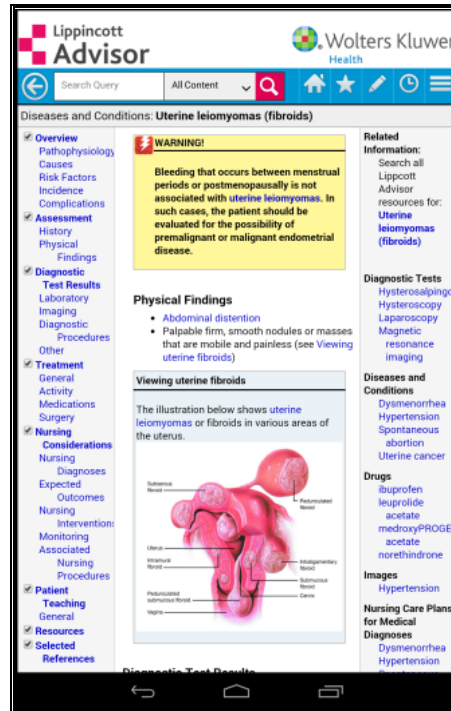 Lippincott
Advisor
Wolters Kluwer
Health
Search Query
All Content
Diseases and Conditions: Uterine leiomyomas (fibroids)
Overview
Pathophysiology
Causes
Risk Factors
Incidence
Complications
Assessment
History
Physical
Findings
Diagnostic
Test Results
Laboratory
Imaging
Diagnostic
Procedures
Other
Treatment
General
Activity
Medications
Surgery
Nursing
Considerations
Nursing
Diagnoses
Expected
Outcomes
Nursing
Interventions
Monitoring
Associated
Nursing
Procedures
Patient
Teaching
General
Resources
Selected
References
WARNING!
Bleeding that occurs between menstrual
periods or postmenopausally is not
associated with uterine leiomyomas. In
such cases, the patient should be
evaluated for the possibility of
premalignant or malignant endometrial
disease.
Physical Findings
• Abdominal distention
• Palpable firm, smooth nodules or masses
that are mobile and painless (see Viewing
uterine fibroids)
Viewing uterine fibroids
The illustration below shows uterine
leiomyomas or fibroids in various areas of
the uterus.
Subserous
fibroid
Pedunculated
fibroid
Uterus
Intramural
fibroid
Intraligamentary
fibroid
Submucous
fibroid
Pedunculated
submucous fibroid
Cervix
Vagina
Diagnostic Test Results
Related
Information:
Search all
Lippcott
Advisor
resources for:
Uterine
leiomyomas
(fibroids)
Diagnostic Tests
Hysterosalpingo
Hysteroscopy
Laparoscopy
Magnetic
resonance
imaging
Diseases and
Conditions
Dysmenorrhea
Hypertension
Spontaneous
abortion
Uterine cancer
Drugs
ibuprofen
leuprolide
acetate
medroxyPROGE
acetate
norethindrone
Images
Hypertension
Nursing Care Plans
for Medical
Diagnoses
Dysmenorrhea
Hypertension